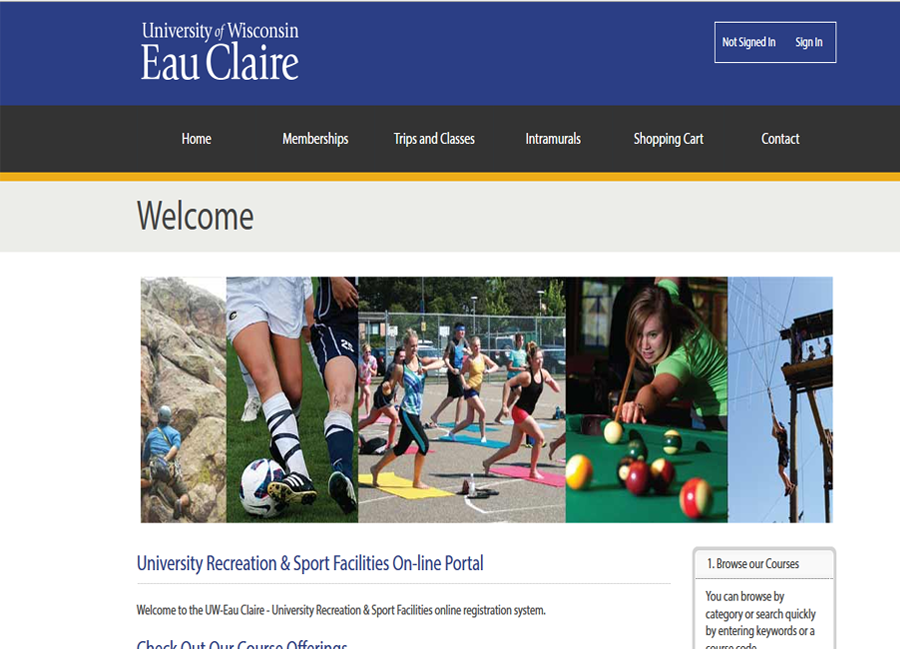 University of Wisconsin
Eau Claire
Not Signed In Sign In
Home Memberships Trips and Classes Intramurals Shopping Cart Contact
Welcome
University Recreation & Sport Facilities On-line Portal
Welcome to the UW-Eau Claire - University Recreation & Sport Facilities online registration system.
Check Out Our Course Offerings
1. Browse our Courses
You can browse by
category or search quickly
by entering keywords or a
course code